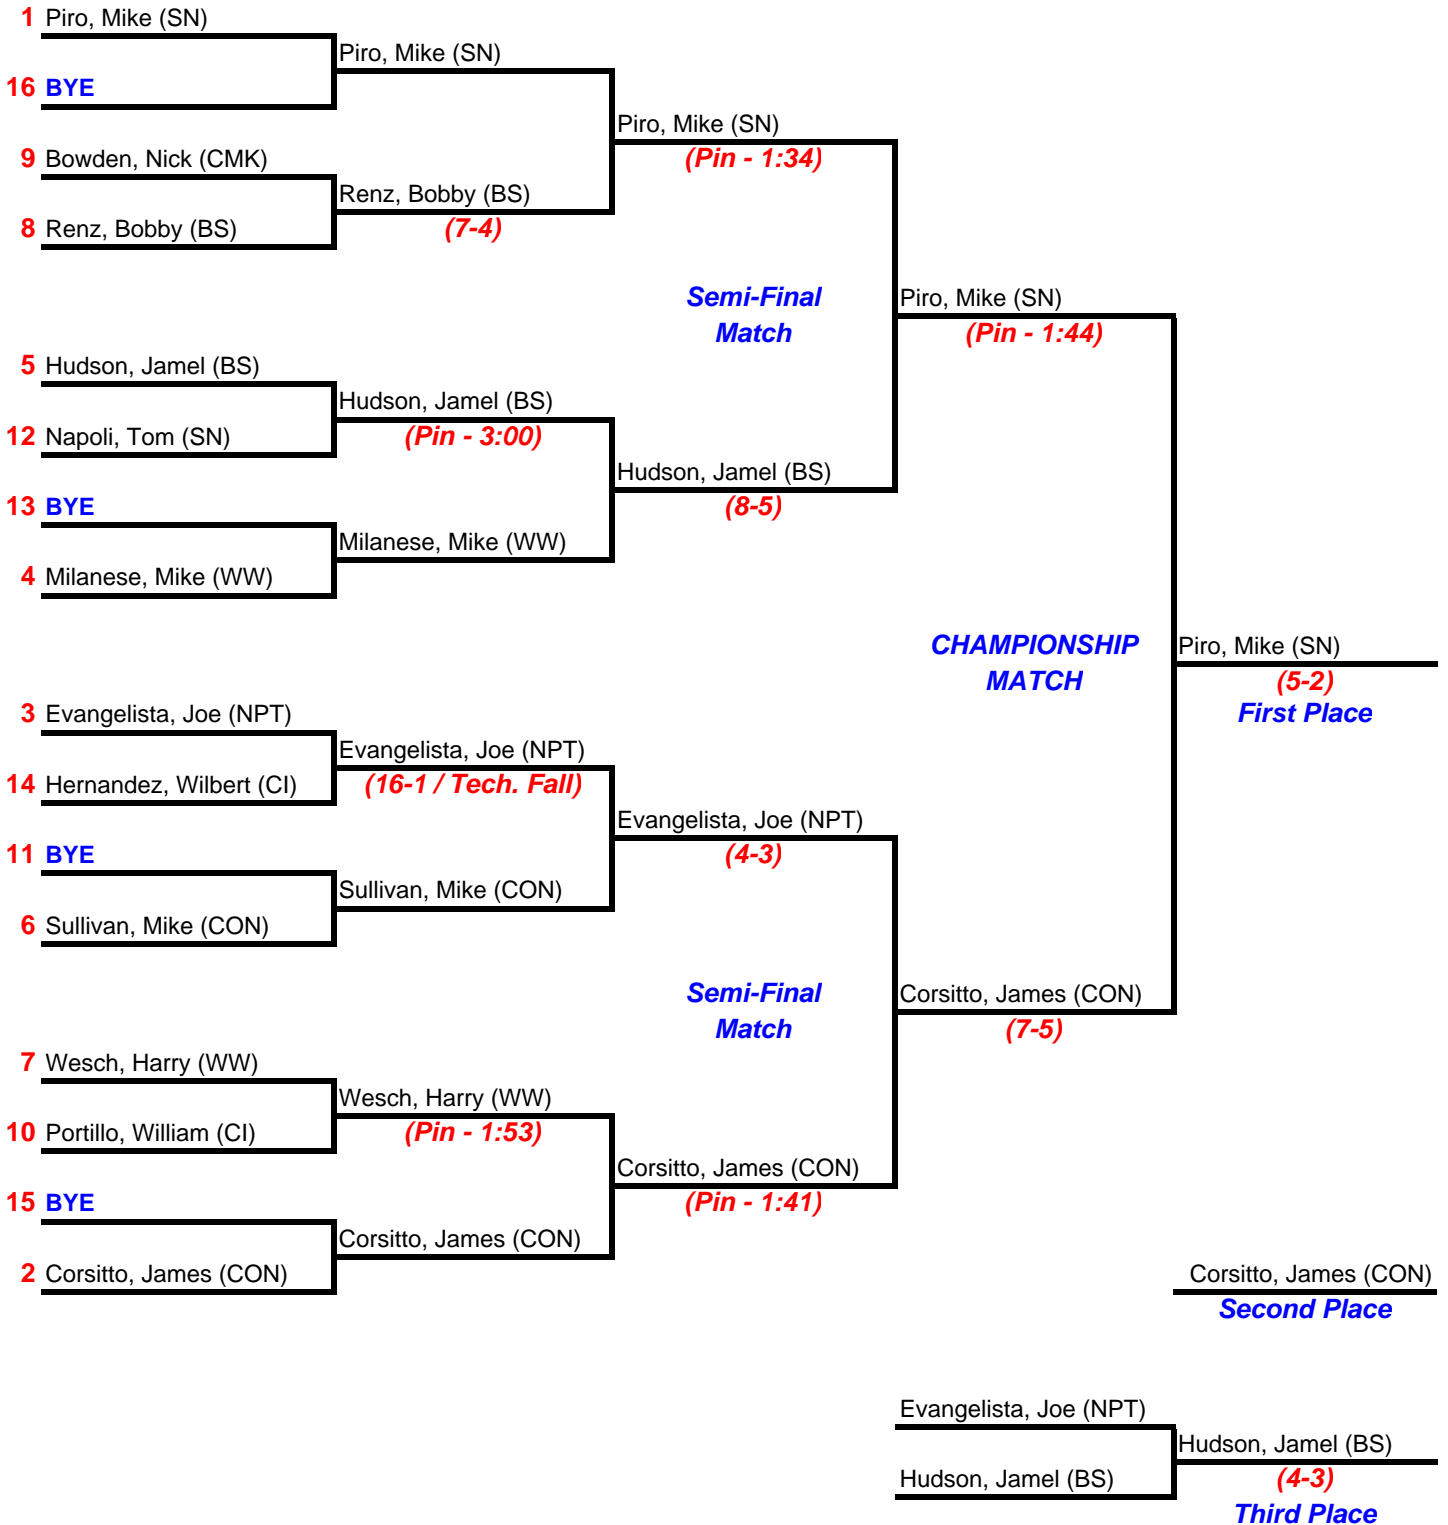 1 Piro, Mike (SN)
Piro, Mike (SN)
16 BYE
Piro, Mike (SN)
(Pin - 1:34)
9 Bowden, Nick (CMK)
Renz, Bobby (BS)
(7-4)
8 Renz, Bobby (BS)
Semi-Final
Match
Piro, Mike (SN)
(Pin - 1:44)
5 Hudson, Jamel (BS)
Hudson, Jamel (BS)
(Pin - 3:00)
12 Napoli, Tom (SN)
Hudson, Jamel (BS)
(8-5)
13 BYE
Milanese, Mike (WW)
4 Milanese, Mike (WW)
CHAMPIONSHIP
MATCH
Piro, Mike (SN)
(5-2)
First Place
3 Evangelista, Joe (NPT)
Evangelista, Joe (NPT)
(16-1 / Tech. Fall)
14 Hernandez, Wilbert (CI)
Evangelista, Joe (NPT)
(4-3)
11 BYE
Sullivan, Mike (CON)
6 Sullivan, Mike (CON)
Semi-Final
Match
Corsitto, James (CON)
(7-5)
7 Wesch, Harry (WW)
Wesch, Harry (WW)
(Pin - 1:53)
10 Portillo, William (CI)
Corsitto, James (CON)
(Pin - 1:41)
15 BYE
Corsitto, James (CON)
2 Corsitto, James (CON)
Corsitto, James (CON)
Second Place
Evangelista, Joe (NPT)
Hudson, Jamel (BS)
Hudson, Jamel (BS)
(4-3)
Third Place